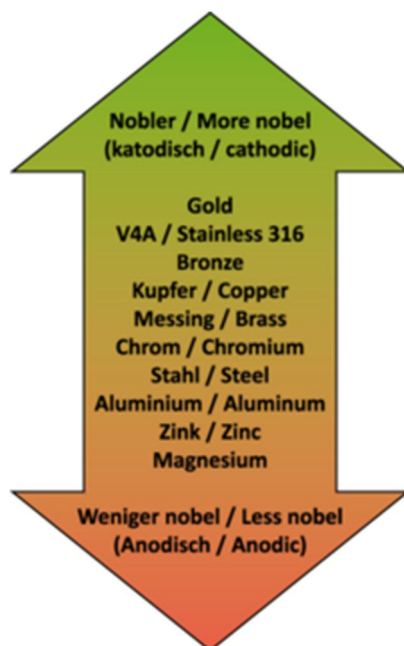 Nobler / More nobel
(katodisch / cathodic)
Gold
V4A / Stainless 316
Bronze
Kupfer / Copper
Messing / Brass
Chrom / Chromium
Stahl / Steel
Aluminium / Aluminum
Zink / Zinc
Magnesium
Weniger nobel / Less nobel
(Anodisch / Anodic)